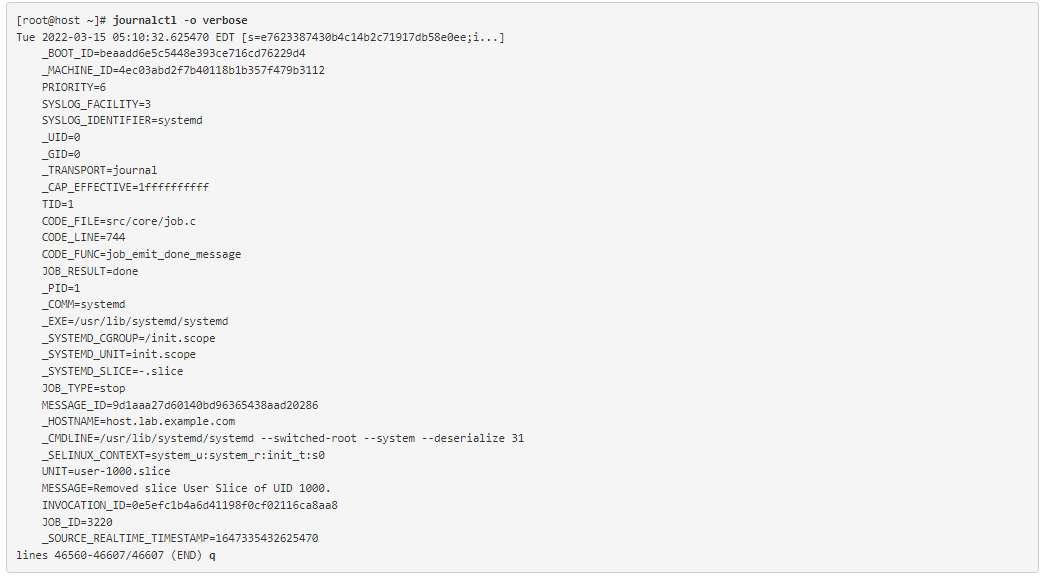 [root@host ~]# journalctl -o verbose
Tue 2022-03-15 05:10:32.625470 EDT [s=e7623387430b4c14b2c71917db58e0ee;i...]
_BOOT_ID=beaadd6e5c5448e393ce716cd76229d4
_MACHINE_ID=4ec03abd2f7b40118b1b357f479b3112
PRIORITY=6
SYSLOG_FACILITY=3
SYSLOG_IDENTIFIER=systemd
_UID=0
_GID=0
_TRANSPORT=journal
_CAP_EFFECTIVE=1ffffffffff
TID=1
CODE_FILE=src/core/job.c
CODE_LINE=744
CODE_FUNC=job_emit_done_message
JOB_RESULT=done
_PID=1
_COMM=systemd
_EXE=/usr/lib/systemd/systemd
_SYSTEMD_CGROUP=/init.scope
_SYSTEMD_UNIT=init.scope
_SYSTEMD_SLICE=-.slice
JOB_TYPE=stop
MESSAGE_ID=9d1aaa27d60140bd96365438aad20286
_HOSTNAME=host.lab.example.com
_CMDLINE=/usr/lib/systemd/systemd --switched-root --system --deserialize 31
_SELINUX_CONTEXT=system_u:system_r:init_t:s0
UNIT=user-1000.slice
MESSAGE=Removed slice User Slice of UID 1000.
INVOCATION_ID=0e5efc1b4a6d41198f0cf02116ca8aa8
JOB_ID=3220
_SOURCE_REALTIME_TIMESTAMP=1647335432625470
lines 46560-46607/46607 (END) q